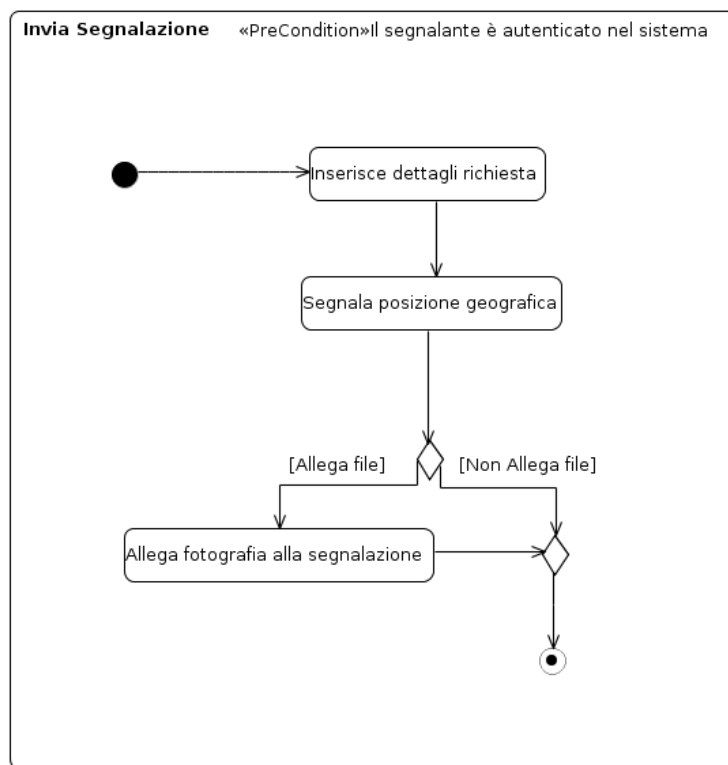 Invia Segnalazione «PreCondition»Il segnalante è autenticato nel sistema
Inserisce dettagli richiesta
Segnala posizione geografica
[Allega file] [Non Allega file]
Allega fotografia alla segnalazione